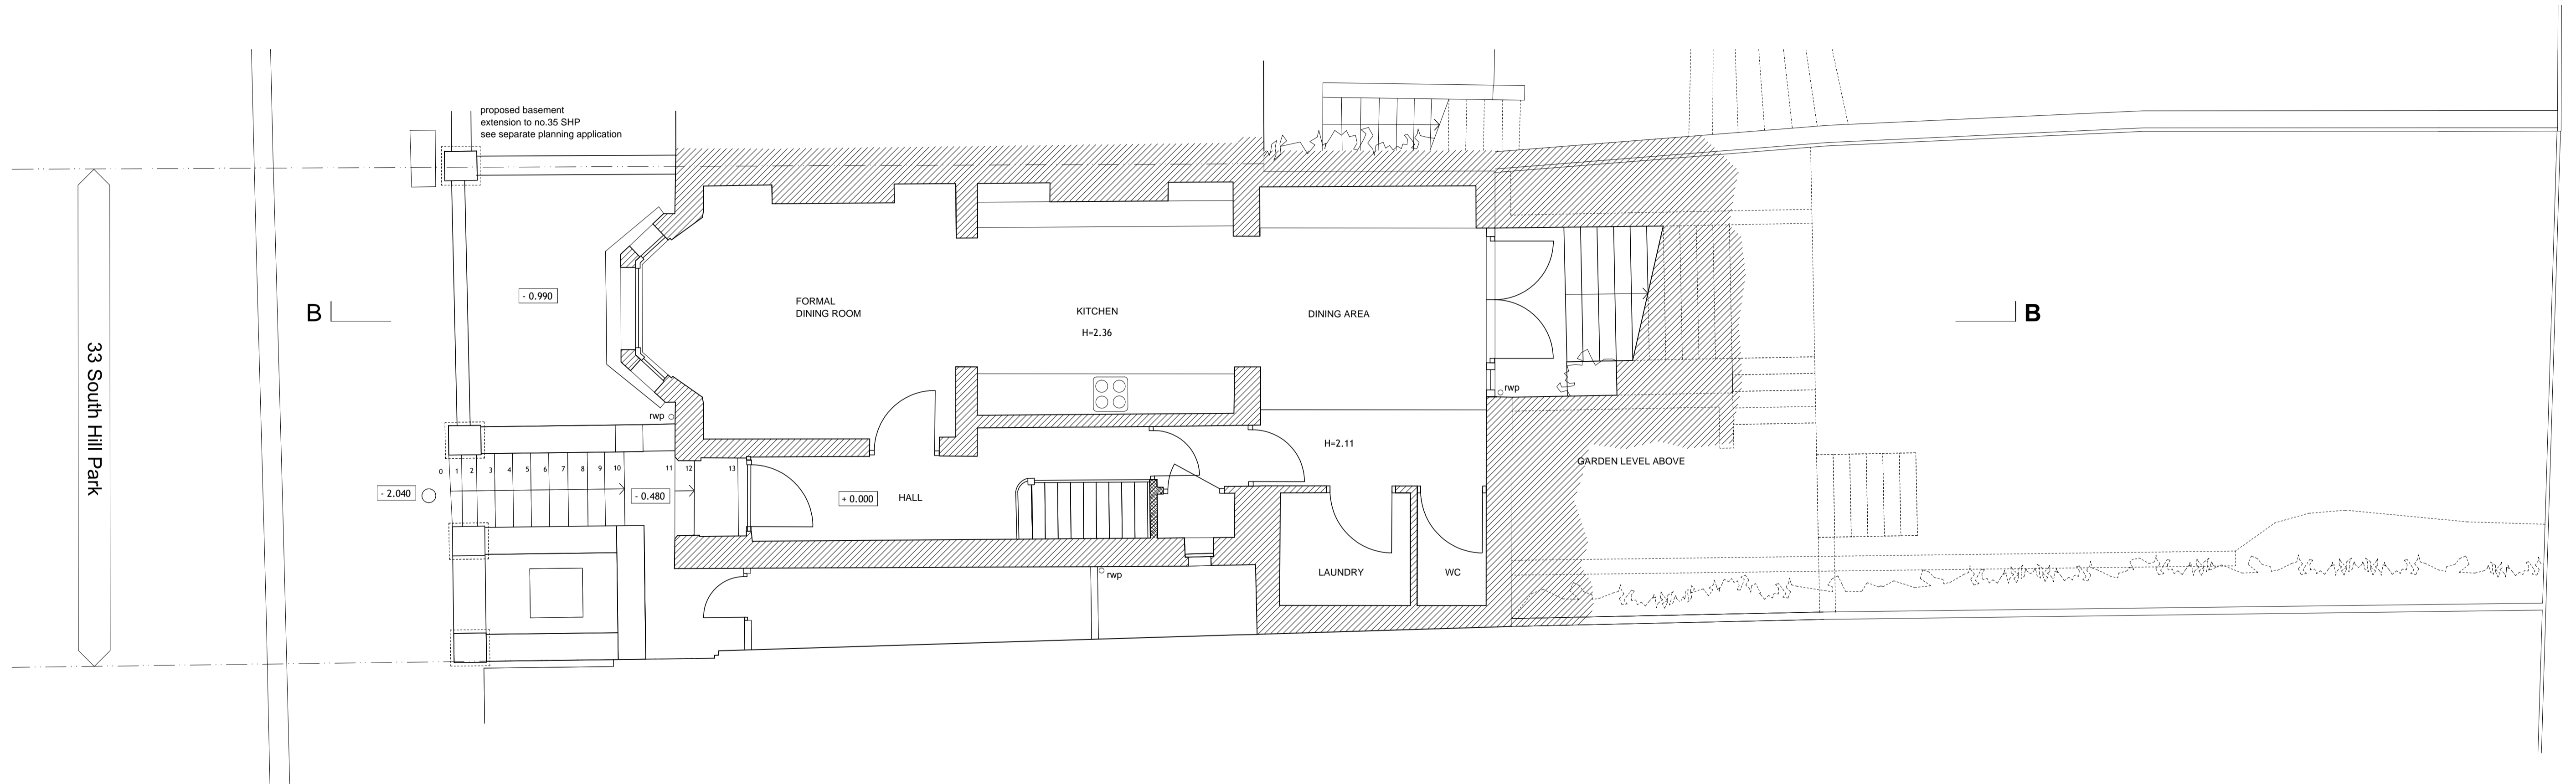 proposed basement
extension to no.35 SHP
see separate planning application
33 South Hill Park
B
- 0.990
FORMAL
DINING ROOM
KITCHEN
H=2.36
DINING AREA
B
rwp
rwp
H=2.11
GARDEN LEVEL ABOVE
0 1 2 3 4 5 6 7 8 9 10 11 12 13
- 2.040
- 0.480
+ 0.000
HALL
rwp
LAUNDRY
WC